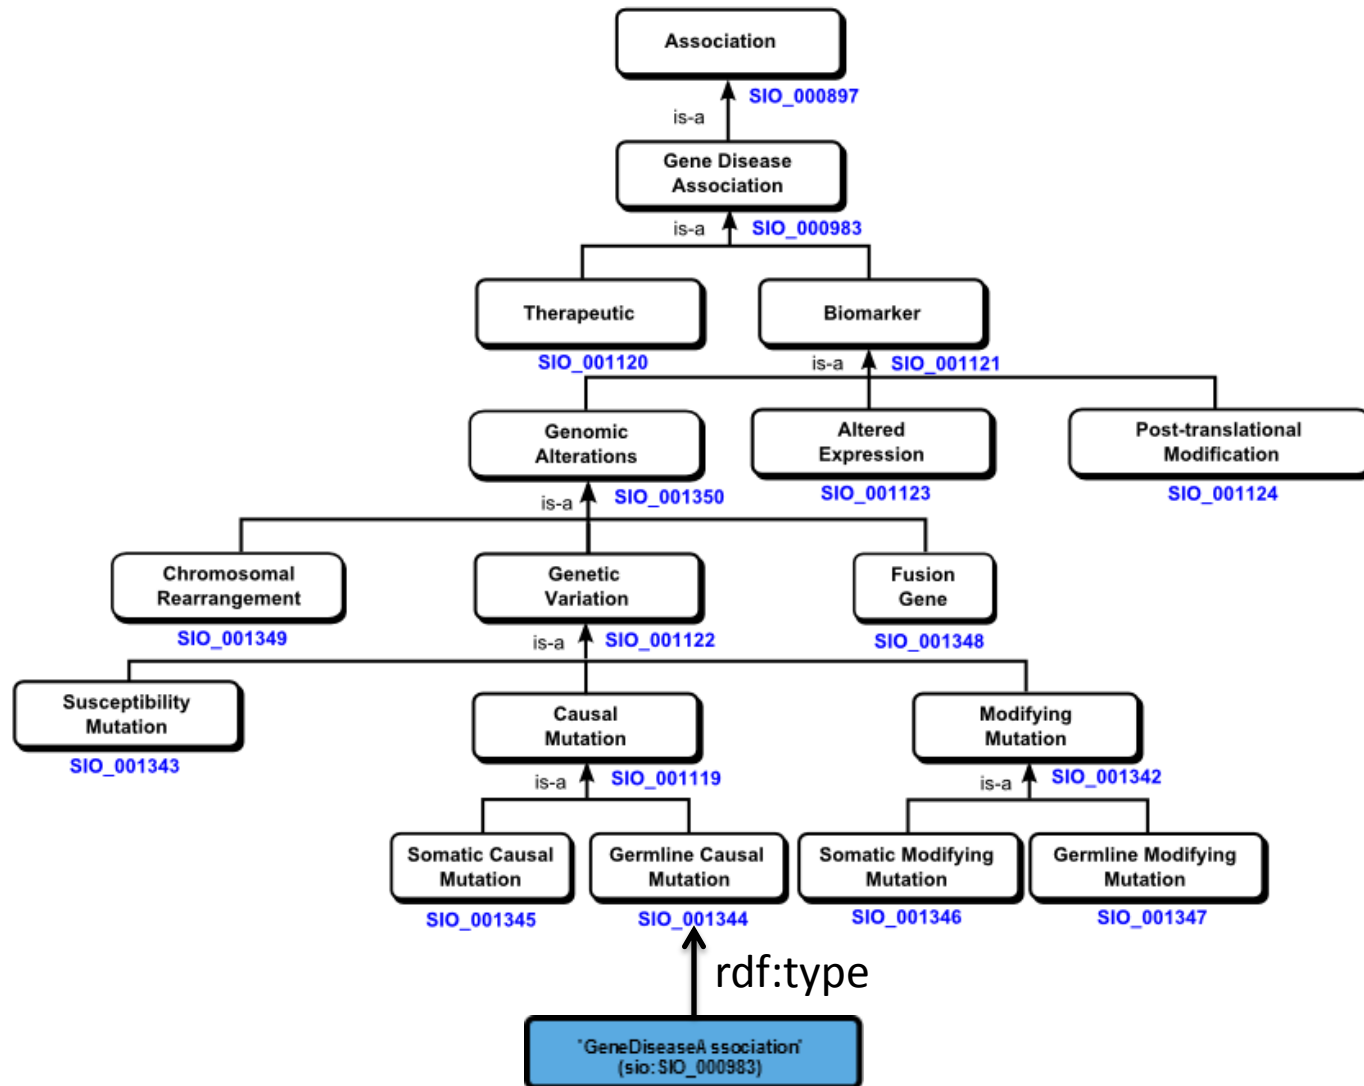 Association
SIO_000897
is-a
Gene Disease
Association
SIO_000983
is-a
Therapeutic
SIO_001120
Biomarker
SIO_001121
is-a
Genomic
Alterations
SIO_001350
Altered
Expression
SIO_001123
Post-translational
Modification
SIO_001124
is-a
Chromosomal
Rearrangement
SIO_001349
Genetic
Variation
SIO_001122
Fusion
Gene
SIO_001348
is-a
Susceptibility
Mutation
SIO_001343
Causal
Mutation
SIO_001119
Modifying
Mutation
SIO_001342
is-a
is-a
Somatic Causal
Mutation
SIO_001345
Germline Causal
Mutation
SIO_001344
Somatic Modifying
Mutation
SIO_001346
Germline Modifying
Mutation
SIO_001347
rdf:type
"GeneDiseaseA ssociation"
(sio: SIO_000983)